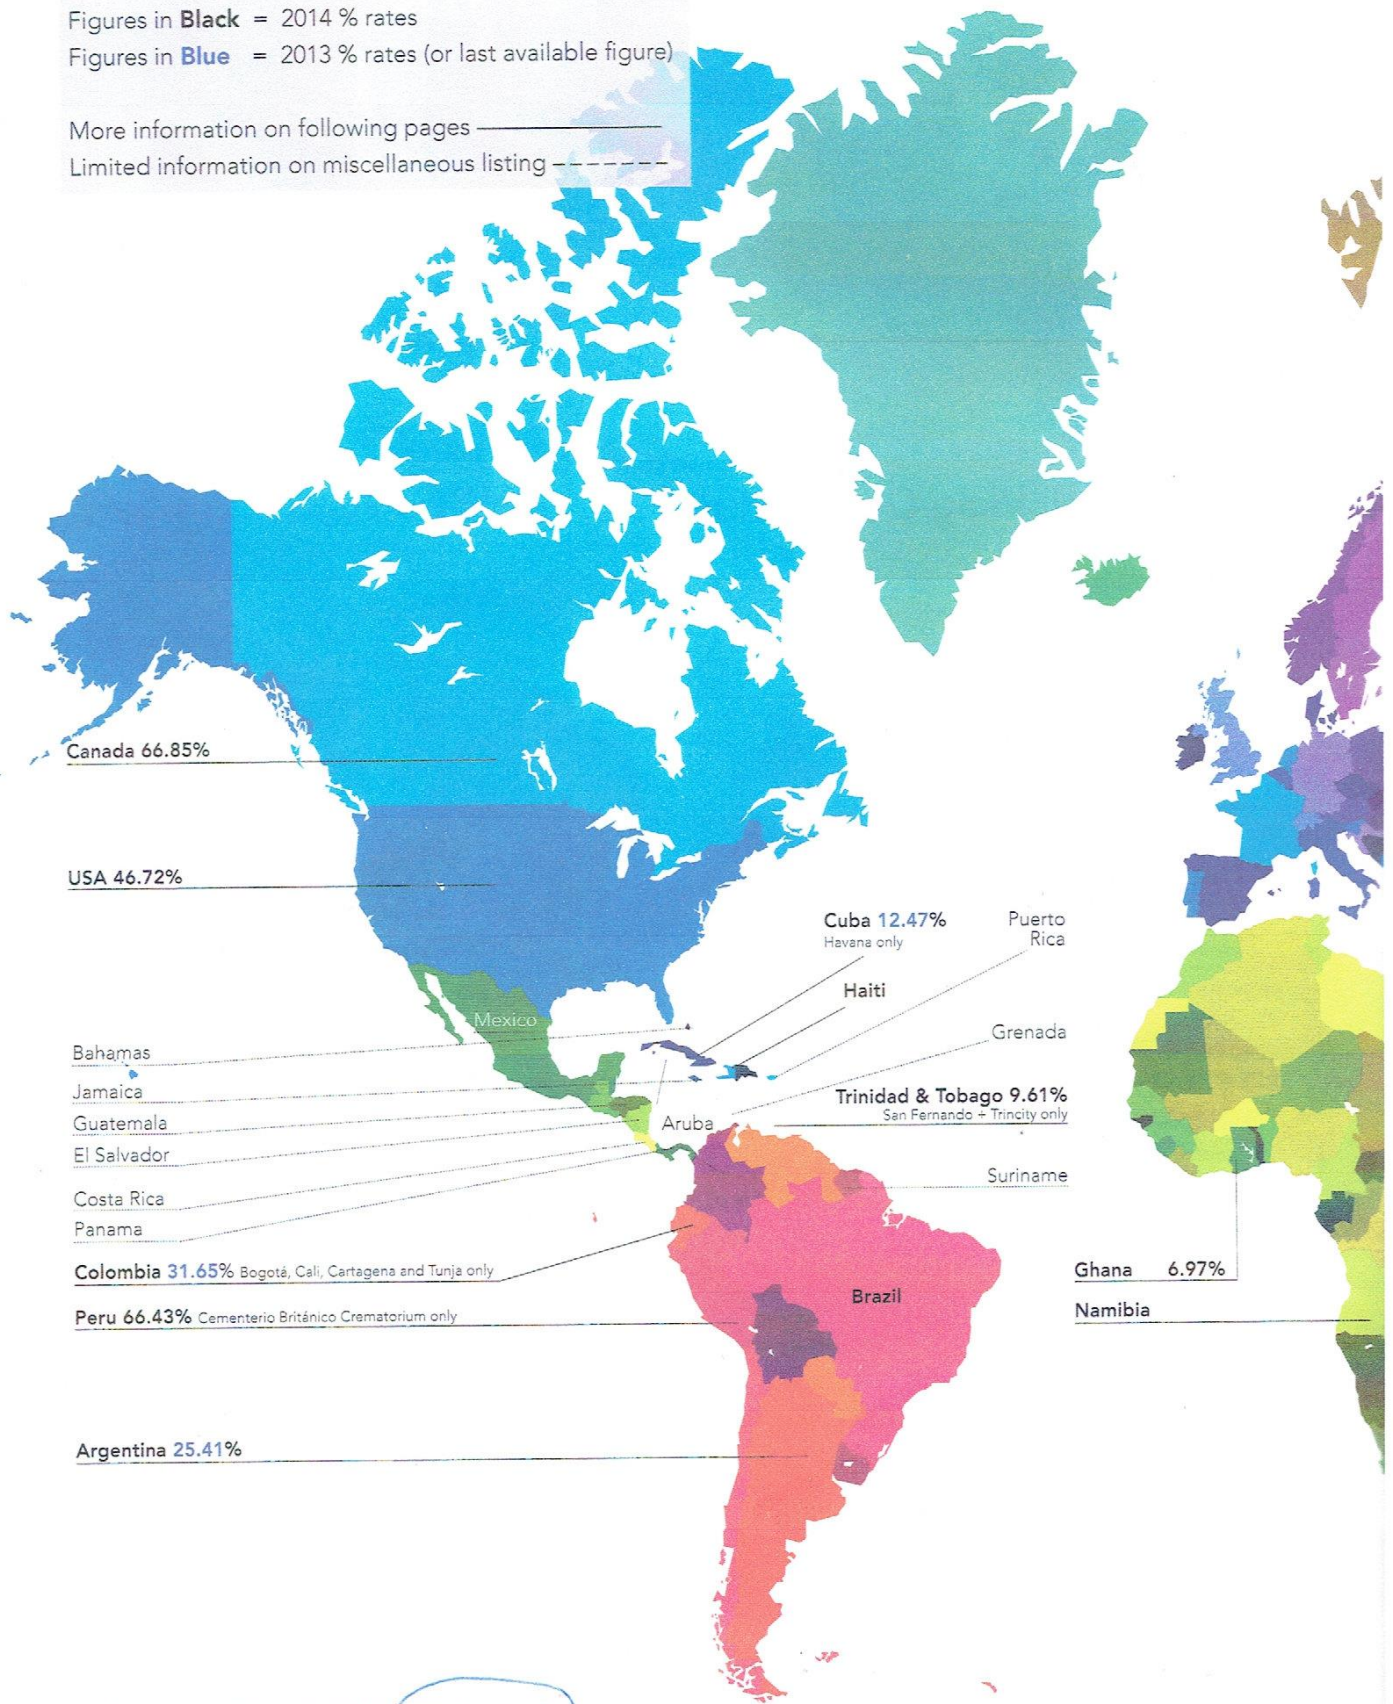 Figures in Black = 2014 % rates
Figures in Blue = 2013 % rates (or last available figure)
More information on following pages
Limited information on miscellaneous listing
Canada 66.85%
USA 46.72%
Cuba 12.47%
Havana only
Puerto
Rica
Haiti
Mexico
Grenada
Bahamas
Jamaica
Trinidad & Tobago 9.61%
San Fernando + Trincity only
Guatemala
Aruba
El Salvador
Suriname
Costa Rica
Panama
Colombia 31.65% Bogotá, Cali, Cartagena and Tunja only
Ghana 6.97%
Brazil
Peru 66.43% Cementerio Británico Crematorium only
Namibia
Argentina 25.41%